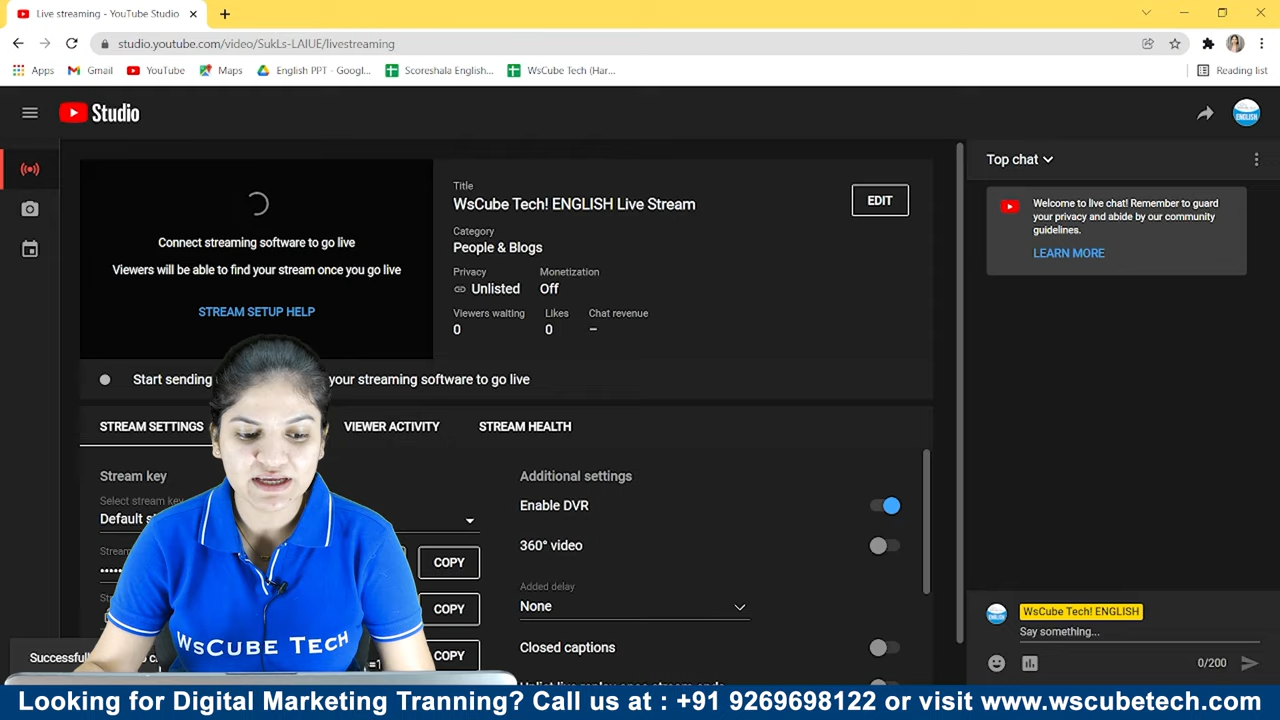 Live streaming - YouTube Studio
studio.youtube.com/video/SukLs-LAIUE/livestreaming
Apps
Gmail
YouTube
Maps
English PPT - Googl...
Scoreshala English...
WsCube Tech (Har...
Reading list
Studio
ENGLISH
Connect streaming software to go live
Viewers will be able to find your stream once you go live
STREAM SETUP HELP
Title
WsCube Tech! ENGLISH Live Stream
EDIT
Category
People & Blogs
Privacy
Monetization
Unlisted
Off
Viewers waiting
Likes
Chat revenue
0
0
–
Top chat
Welcome to live chat! Remember to guard
your privacy and abide by our community
guidelines.
LEARN MORE
Start sending
your streaming software to go live
STREAM SETTINGS
VIEWER ACTIVITY
STREAM HEALTH
Stream key
Select stream key
COPY
COPY
COPY
Additional settings
Enable DVR
360° video
Added delay
None
Closed captions
WsCube Tech! ENGLISH
Say something...
0/200
WsCube Tech
Looking for Digital Marketing Tranning? Call us at : +91 9269698122 or visit www.wscubetech.com